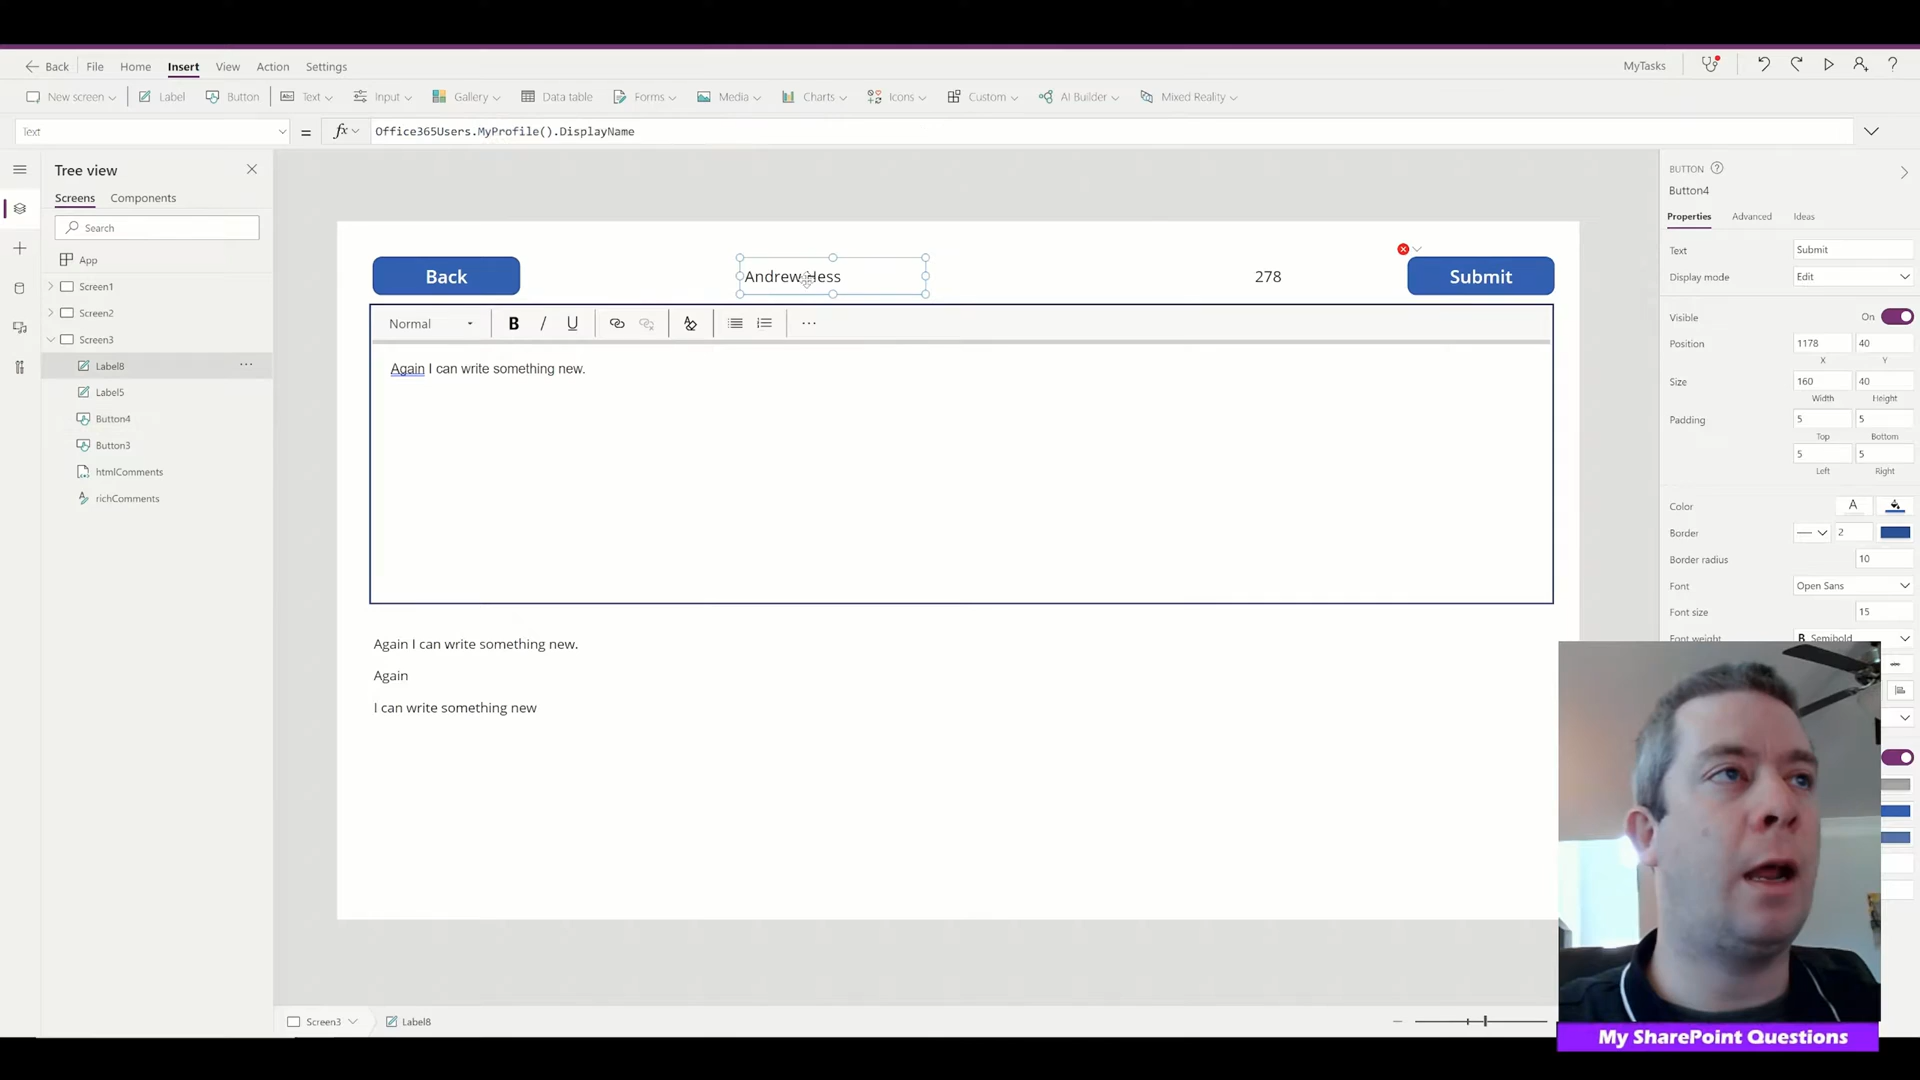 Back File Home Insert View Action Settings MyTasks
New screen Label Button Text Input Gallery Data table Forms Media Charts Icons Custom AI Builder Mixed Reality
Text = fx Office365Users.MyProfile().DisplayName
Tree view
Screens Components
Search
App
Screen1
Screen2
Screen3
Label8
Label5
Button4
Button3
htmlComments
richComments
Back Andrew Hess 278 Submit
Normal B / U
Again I can write something new.
Again I can write something new.
Again
I can write something new
BUTTON
Button4
Properties Advanced Ideas
Text Submit
Display mode Edit
Visible On
Position 1178 40
X Y
Size 160 40
Width Height
Padding 5 5
Top Bottom
5 5
Left Right
Color A
Border 2
Border radius 10
Font Open Sans
Font size 15
Font weight B Semibold
Screen3 Label8
My SharePoint Questions